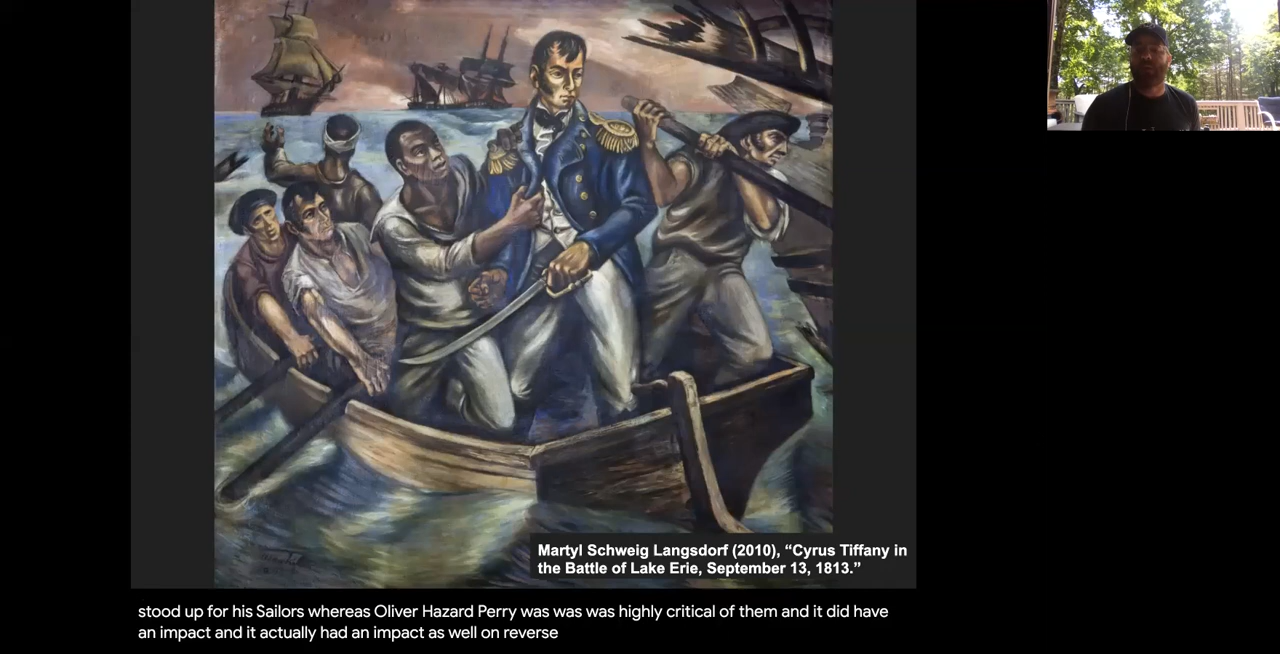 Martyl Schweig Langsdorf (2010), “Cyrus Tiffany in
the Battle of Lake Erie, September 13, 1813.”
stood up for his Sailors whereas Oliver Hazard Perry was was was highly critical of them and it did have
an impact and it actually had an impact as well on reverse